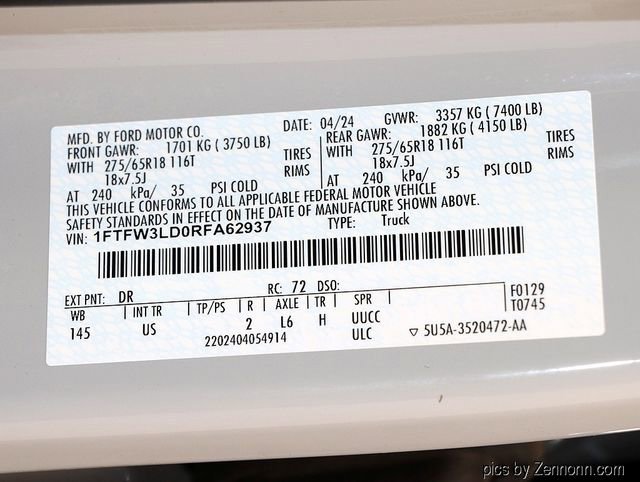 MFD. BY FORD MOTOR CO. DATE: 04/24 GVWR: 3357 KG (7400 LB)
FRONT GAWR: 1701 KG (3750 LB) REAR GAWR: 1882 KG (4150 LB)
WITH 275/65R18 116T TIRES WITH 275/65R18 116T TIRES
18x7.5J RIMS 18x7.5J RIMS
AT 240 kPa/ 35 PSI COLD AT 240 kPa/ 35 PSI COLD
THIS VEHICLE CONFORMS TO ALL APPLICABLE FEDERAL MOTOR VEHICLE
SAFETY STANDARDS IN EFFECT ON THE DATE OF MANUFACTURE SHOWN ABOVE.
VIN: 1FTFW3LD0RFA62937 TYPE: Truck
EXT PNT: DR RC: 72 DSO: F0129
WB INT TR TP/PS R AXLE TR SPR T0745
145 US 2 L6 H UUCC
2202404054914 ULC ▽ 5U5A-3520472-AA
pics by Zennonn.com